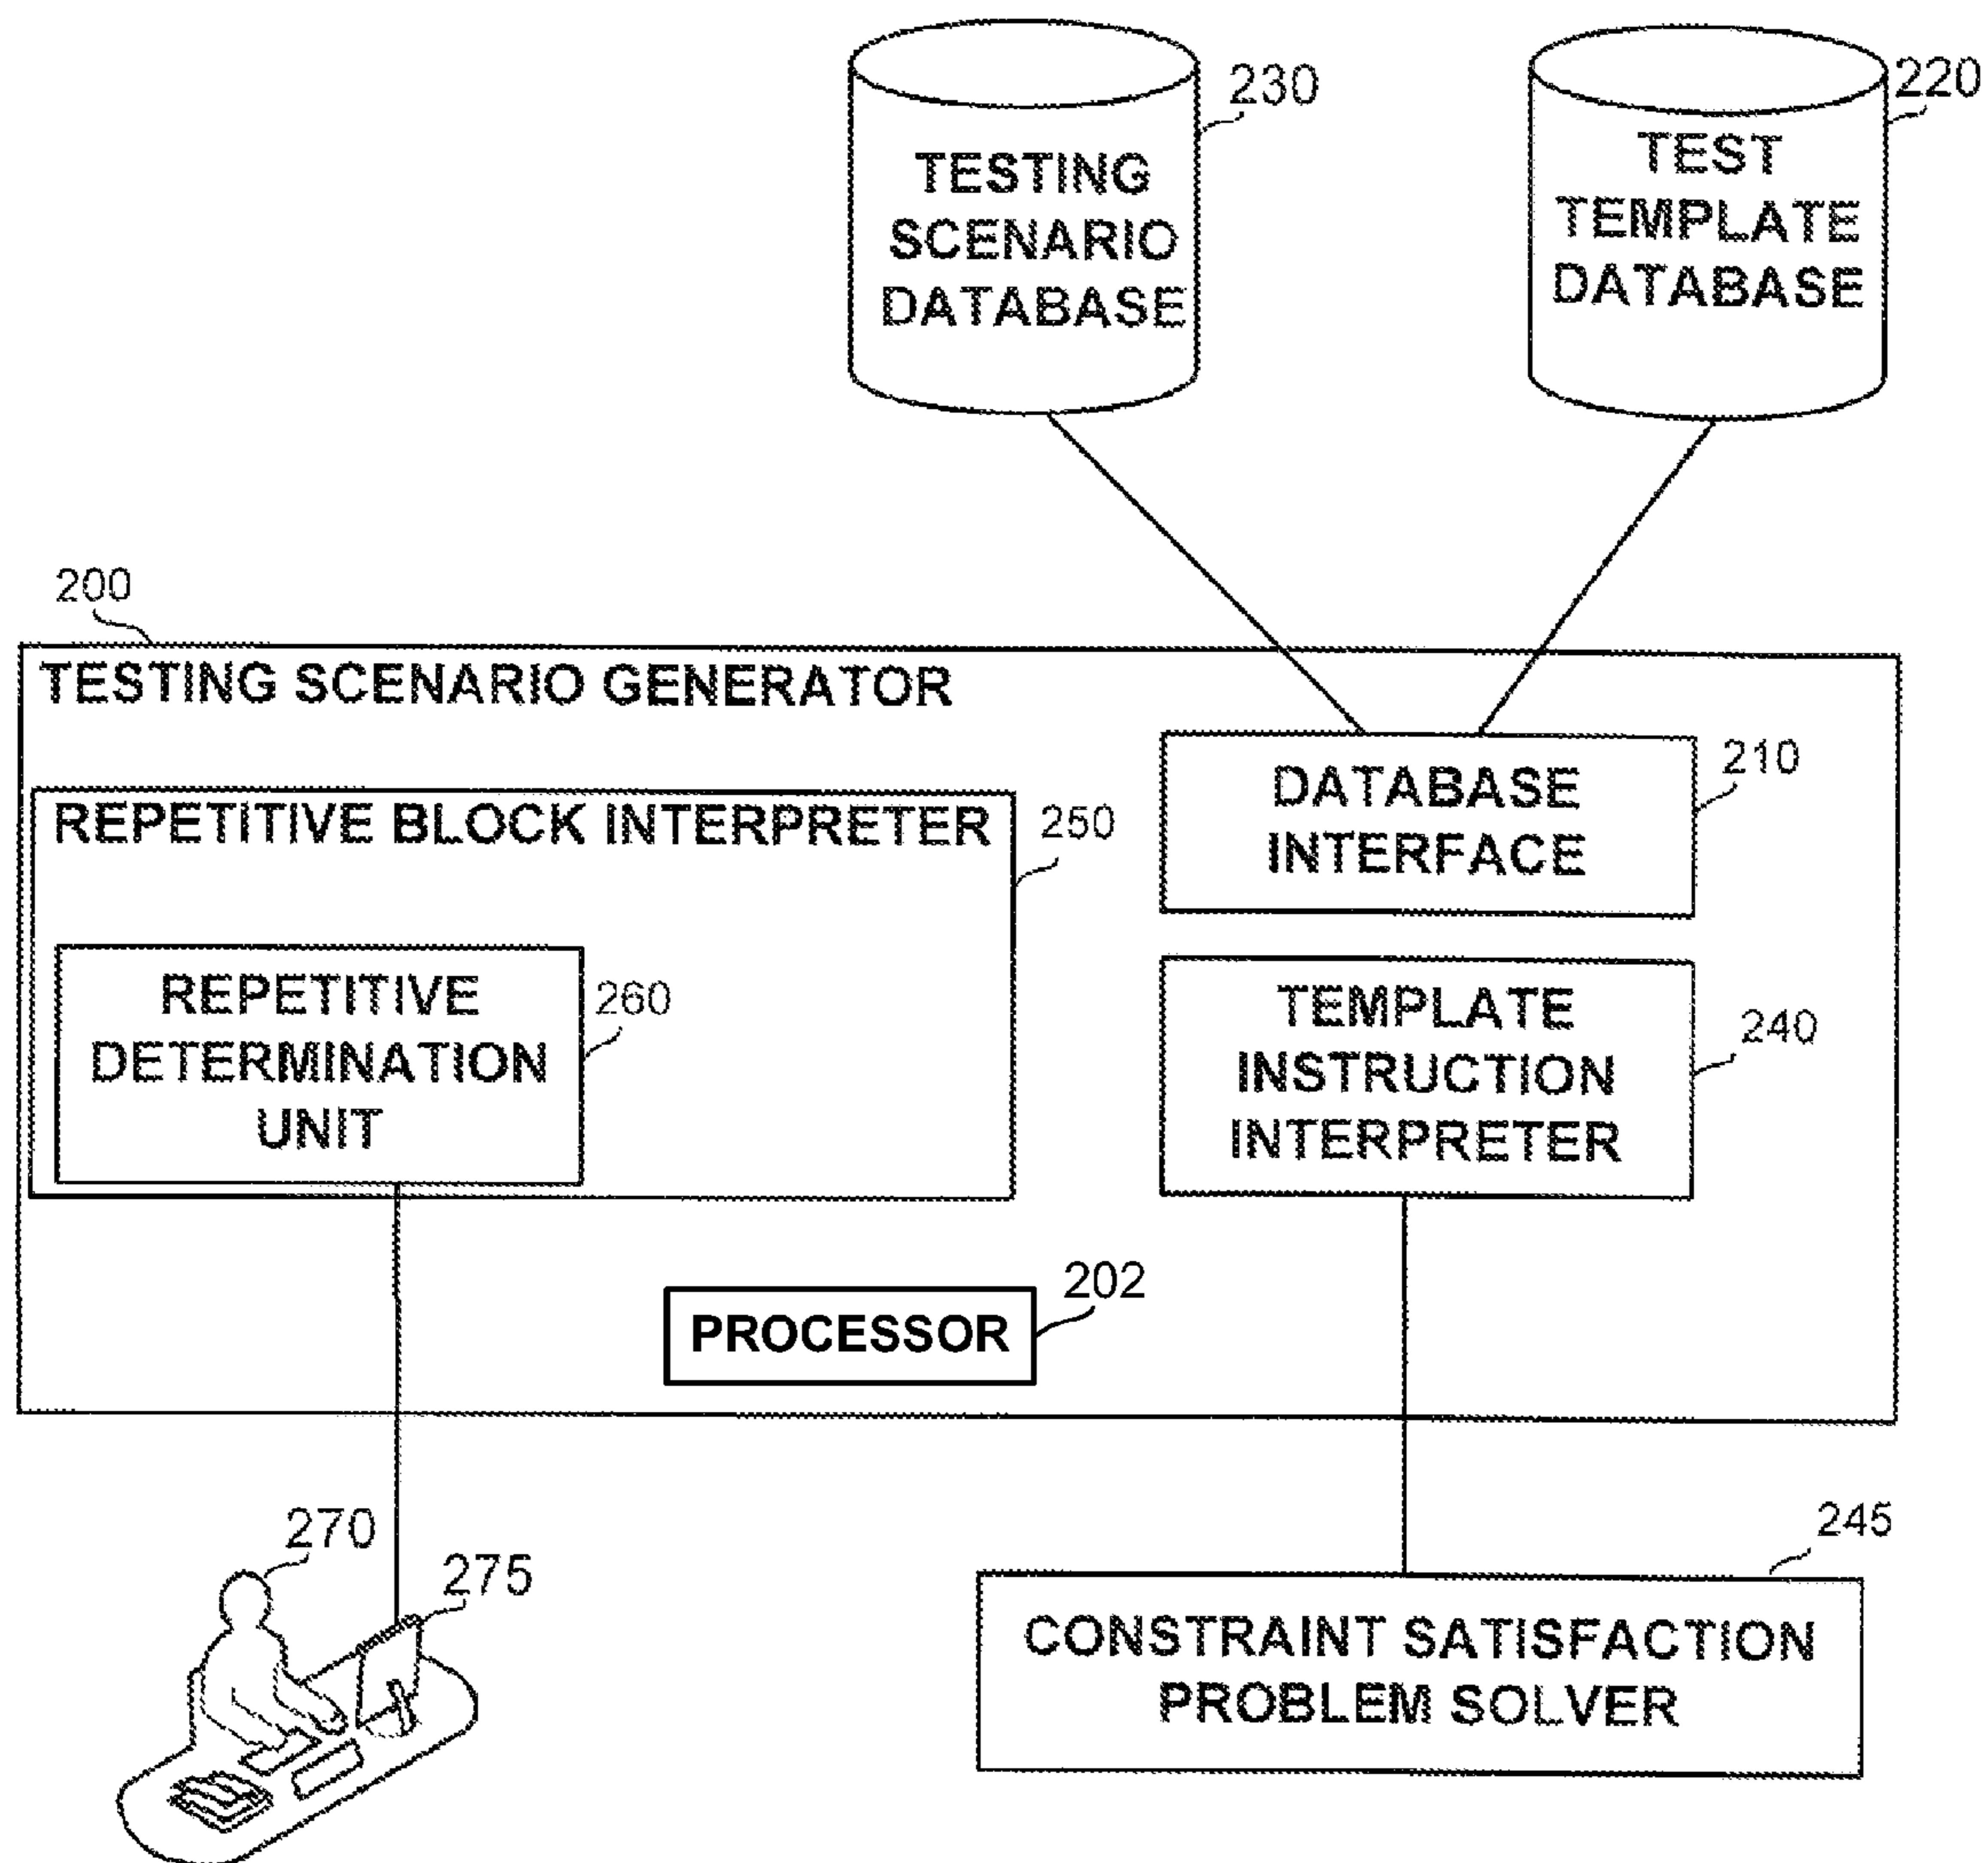 230
TESTING
SCENARIO
DATABASE
220
TEST
TEMPLATE
DATABASE
200
TESTING SCENARIO GENERATOR
REPETITIVE BLOCK INTERPRETER
250
REPETITIVE
DETERMINATION
UNIT
260
DATABASE
INTERFACE
210
TEMPLATE
INSTRUCTION
INTERPRETER
240
PROCESSOR
202
270
275
245
CONSTRAINT SATISFACTION
PROBLEM SOLVER